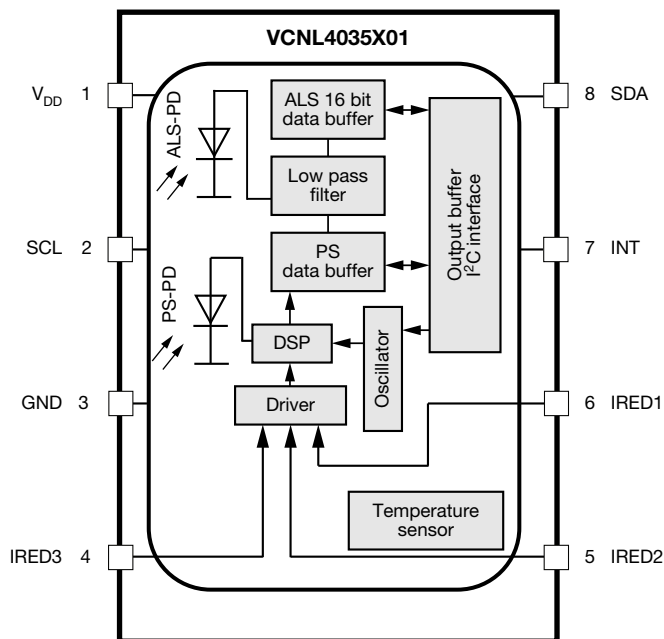 VCNL4035X01
VDD 1
8 SDA
ALS-PD
ALS 16 bit
data buffer
Low pass
filter
Output buffer
I²C interface
SCL 2
7 INT
PS
data buffer
PS-PD
DSP
Oscillator
GND 3
Driver
6 IRED1
Temperature
sensor
IRED3 4
5 IRED2